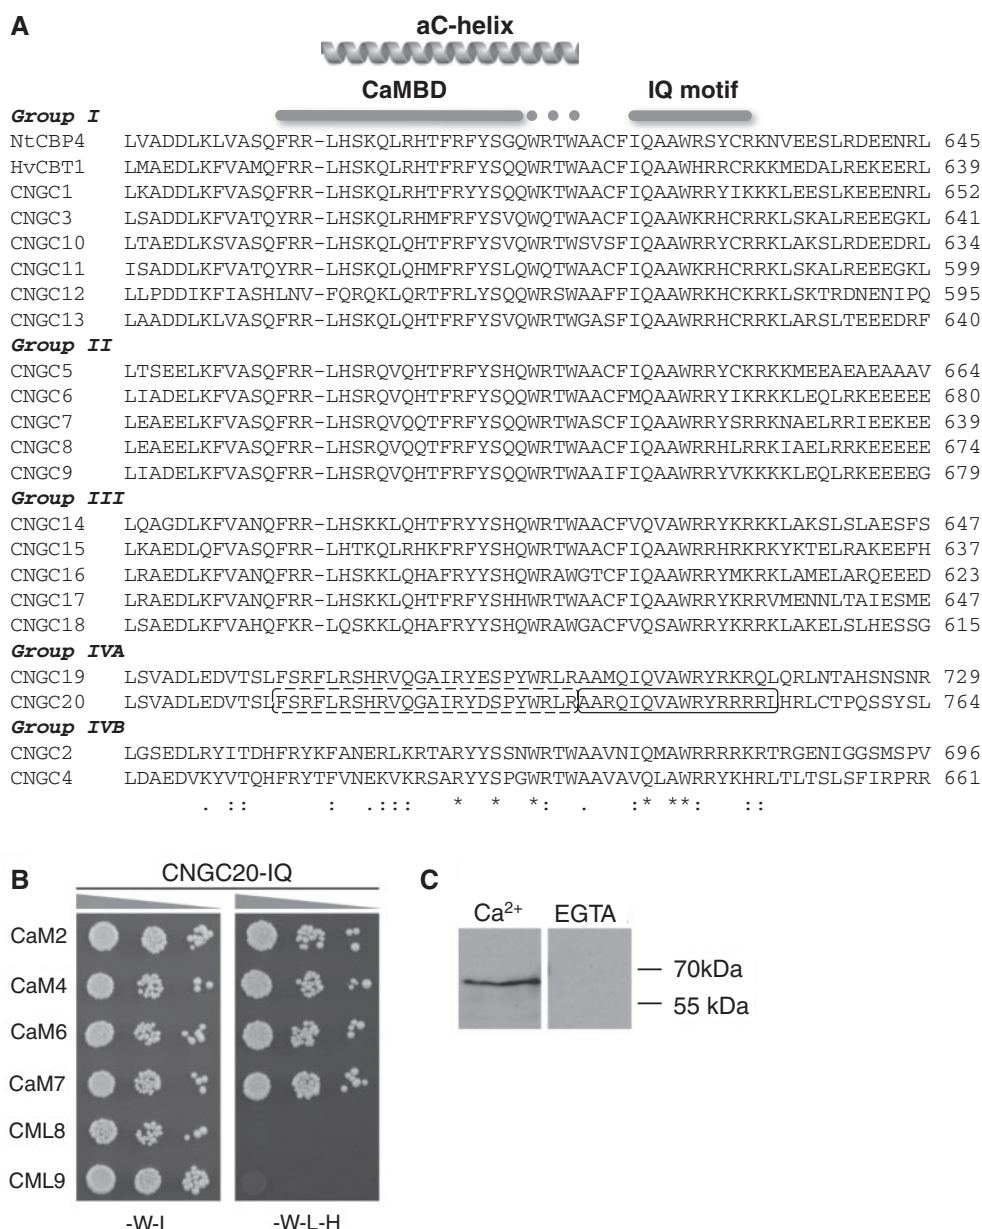 A
aC-helix
CaMBD IQ motif
Group I
NtCBP4 LVADDLKLVASQFRR-LHSKQLRHTFRFYSGQWRTWAACFIQAAWRSYCRKNVEESLRDEENRL 645
HvCBT1 LMAEDLKFVAMQFRR-LHSKQLRHTFRFYSQQWRTWAACFIQAAWHRRCRKKMEDALREKEERL 639
CNGC1 LKADDLKFVASQFRR-LHSKQLRHTFRYYSQQWKTWAACFIQAAWRRYIKKKLEESLKEEENRL 652
CNGC3 LSADDLKFVATQYRR-LHSKQLRHMFRFYSVQWQTWAACFIQAAWKRHCRRKLSKALREEEGKL 641
CNGC10 LTAEDLKSVASQFRR-LHSKQLQHTFRFYSVQWRTWSVSFIQAAWRRYCRRKLAKSLRDEEDRL 634
CNGC11 ISADDLKFVATQYRR-LHSKQLQHMFRFYSLQWQTWAACFIQAAWKRHCRRKLSKALREEEGKL 599
CNGC12 LLPDDIKFIASHLNV-FQRQKLQRTFRLYSQQWRSWAAFFIQAAWRKHCKRKLSKTRDNENIPQ 595
CNGC13 LAADDLKLVASQFRR-LHSKQLQHTFRFYSVQWRTWGASFIQAAWRRHCRRKLARSLTEEEDRF 640
Group II
CNGC5 LTSEELKFVASQFRR-LHSRQVQHTFRFYSHQWRTWAACFIQAAWRRYCKRKKMEEAEAEAAAV 664
CNGC6 LIADELKFVASQFRR-LHSRQVQHTFRFYSQQWRTWAACFMQAAWRRYIKRKKLEQLRKEEEEE 680
CNGC7 LEAEELKFVASQFRR-LHSRQVQQTFRFYSQQWRTWASCFIQAAWRRYSRRKNAELRRIEEKEE 639
CNGC8 LEAEELKFVASQFRR-LHSRQVQQTFRFYSQQWRTWAACFIQAAWRRHLRRKIAELRRKEEEEE 674
CNGC9 LIADELKFVASQFRR-LHSRQVQHTFRFYSQQWRTWAAIFIQAAWRRYVKKKKLEQLRKEEEEG 679
Group III
CNGC14 LQAGDLKFVANQFRR-LHSKKLQHTFRYYSHQWRTWAACFVQVAWRRYKRKKLAKSLSLAESFS 647
CNGC15 LKAEDLQFVASQFRR-LHTKQLRHKFRFYSHQWRTWAACFIQAAWRRHRKRKYKTELRAKEEFH 637
CNGC16 LRAEDLKFVANQFRR-LHSKKLQHAFRYYSHQWRAWGTCFIQAAWRRYMKRKLAMELARQEEED 623
CNGC17 LRAEDLKFVANQFRR-LHSKKLQHTFRFYSHHWRTWAACFIQAAWRRYKRRVMENNLTAIESME 647
CNGC18 LSAEDLKFVAHQFKR-LQSKKLQHAFRYYSHQWRAWGACFVQSAWRRYKRRKLAKELSLHESSG 615
Group IVA
CNGC19 LSVADLEDVTSLFSRFLRSHRVQGAIRYESPYWRLRAAMQIQVAWRYRKRQLQRLNTAHSNSNR 729
CNGC20 LSVADLEDVTSLFSRFLRSHRVQGAIRYDSPYWRLRAARQIQVAWRYRRRRLHRLCTPQSSYSL 764
Group IVB
CNGC2 LGSEDLRYITDHFRYKFANERLKRTARYYSSNWRTWAAVNIQMAWRRRRKRTRGENIGGSMSPV 696
CNGC4 LDAEDVKYVTQHFRYTFVNEKVKRSARYYSPGWRTWAAVAVQLAWRRYKHRLTLTSLSFIRPRR 661
. :: : .::: * * *: . :* **: ::
B
CNGC20-IQ
CaM2
CaM4
CaM6
CaM7
CML8
CML9
-W-L -W-L-H
C
Ca2+ EGTA
70kDa
55 kDa